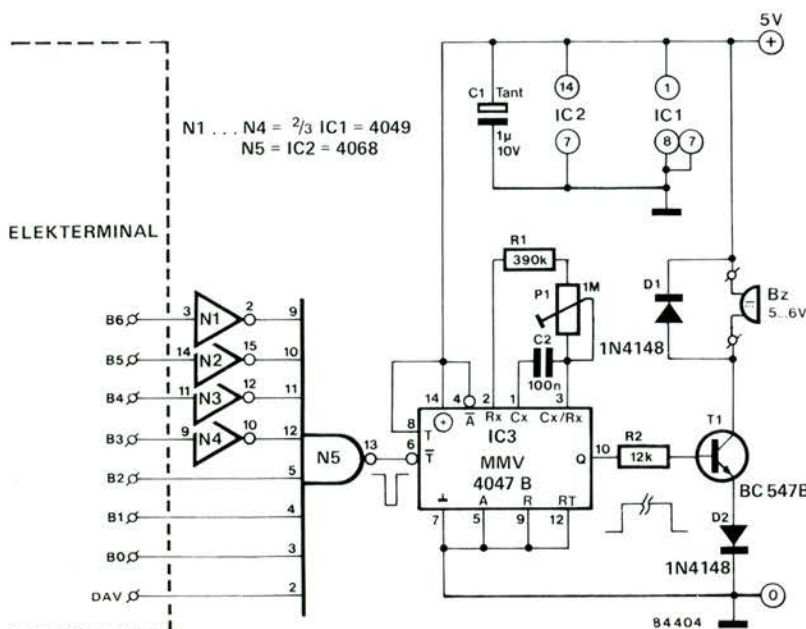 5V
+
C1 Tant
1µ
10V
14
IC2
7
1
IC1
8 7
N1 ... N4 = 2/3 IC1 = 4049
N5 = IC2 = 4068
ELEKTERMINAL
R1
390k
P1
1M
C2
100n
D1
1N4148
Bz
5...6V
B6 3 N1 2 9
B5 14 N2 15 10
B4 11 N3 12 11
B3 9 N4 10 12
B2 5
B1 4
B0 3
DAV 2
N5
13
14 4 2 1 3
+ A̅ Rx Cx Cx/Rx
8 T
6 T̅
IC3
MMV
4047 B
Q 10
⊥ A R RT
7 5 9 12
R2
12k
T1
BC 547B
D2
1N4148
0
84404